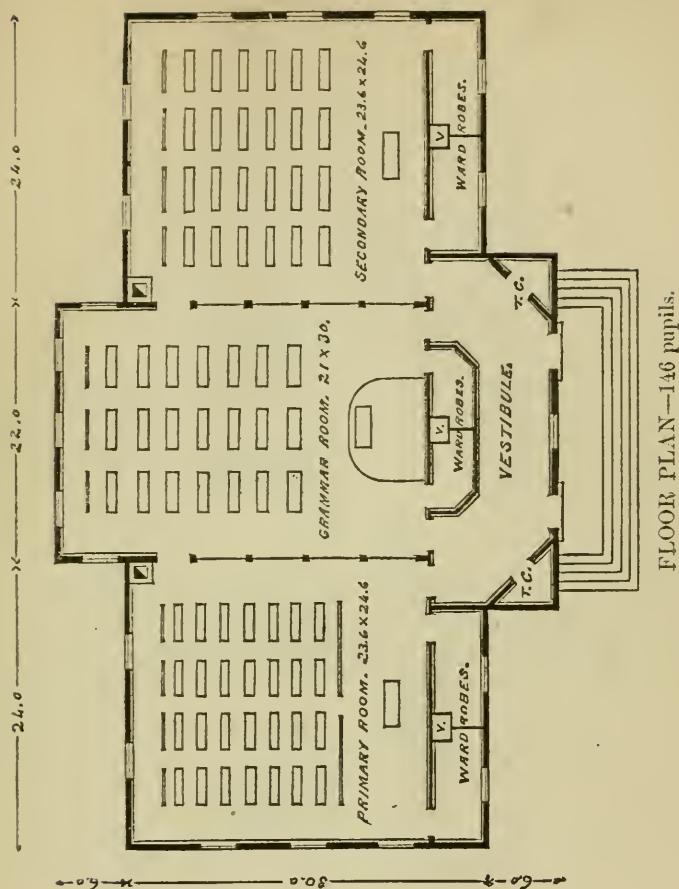 24.0
22.0
24.0
6.0
30.0
6.0
SECONDARY ROOM. 23.6 x 24.6
V
WARD ROBES.
GRAMMAR ROOM. 21 x 30.
V.
WARD ROBES.
VESTIBULE.
T.C.
T.C.
PRIMARY ROOM. 23.6 x 24.6
V.
WARD ROBES.
FLOOR PLAN—146 pupils.